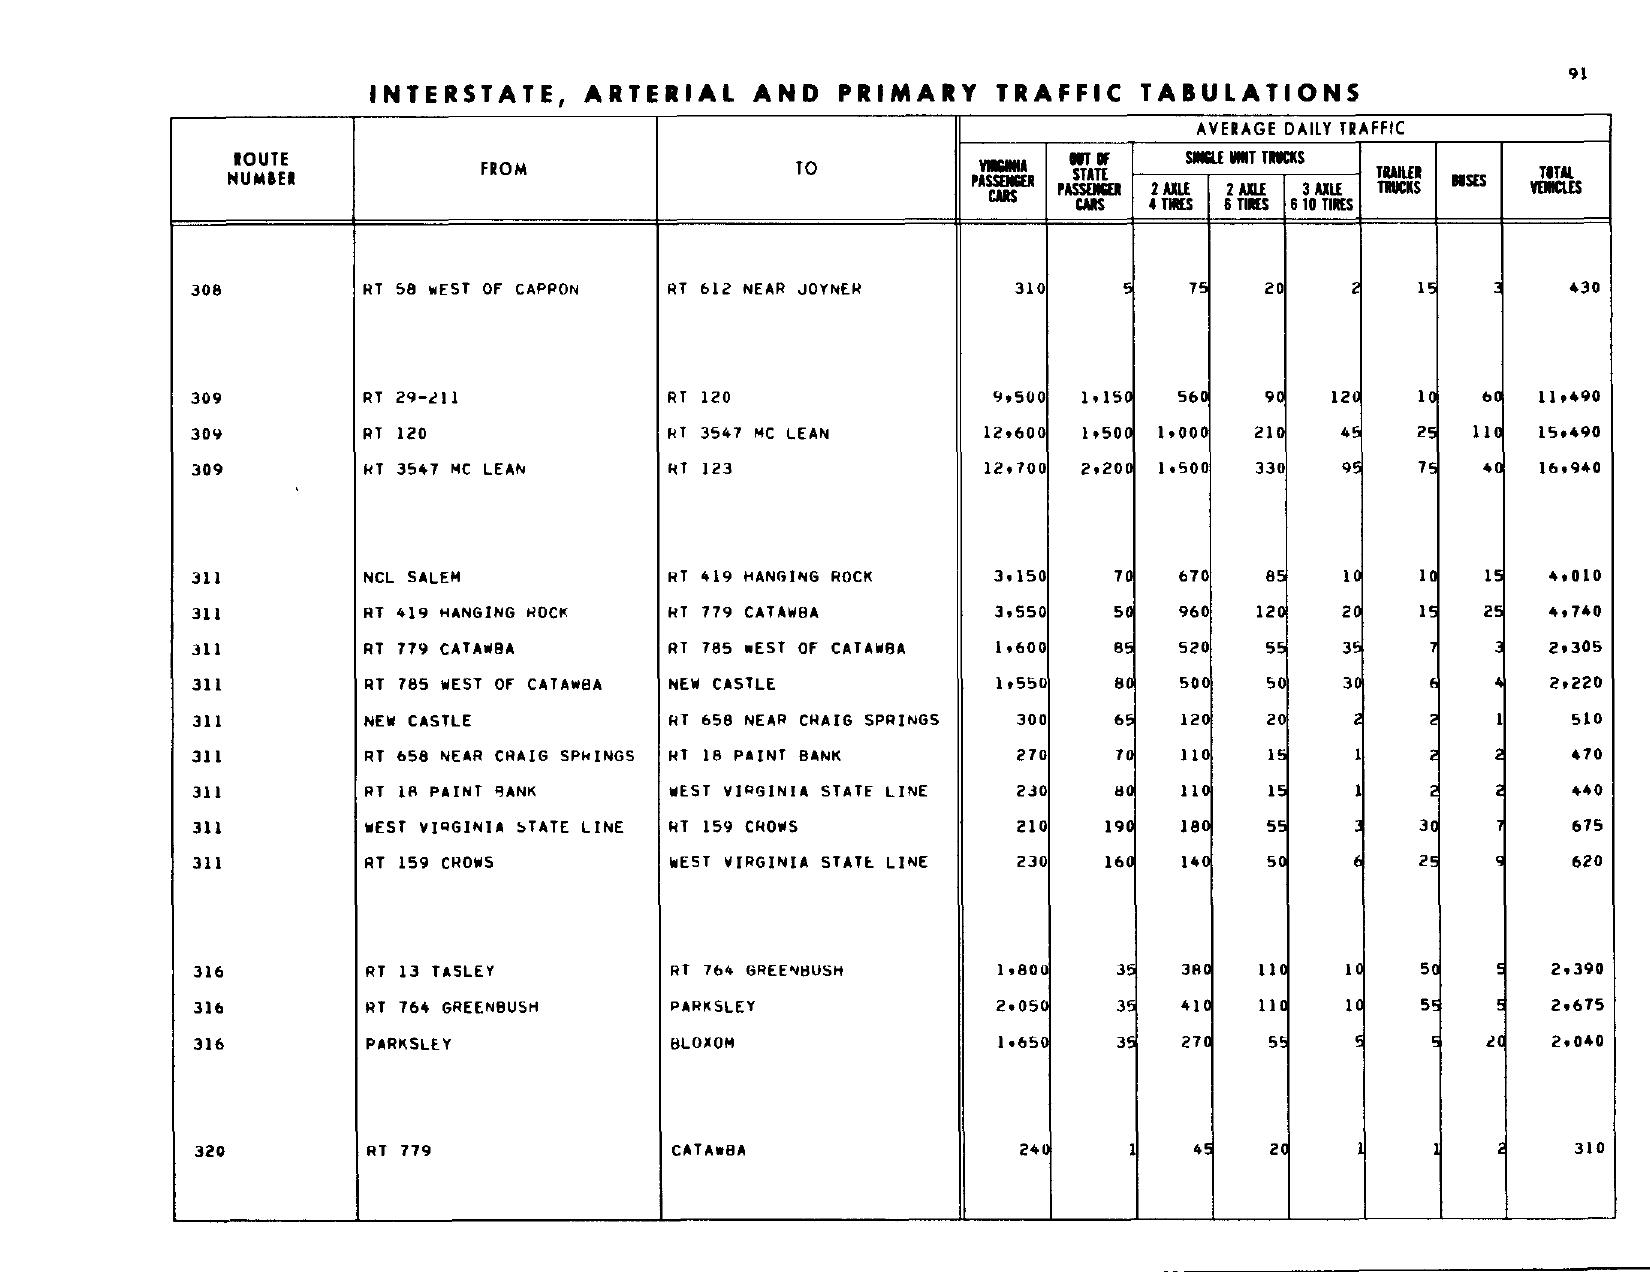 91
INTERSTATE, ARTERIAL AND PRIMARY TRAFFIC TABULATIONS
AVERAGE DAILY TRAFFIC
ROUTE NUMBER FROM TO VIRGINIA PASSENGER CARS OUT OF STATE PASSENGER CARS SINGLE UNIT TRUCKS 2 AXLE 4 TIRES 2 AXLE 6 TIRES 3 AXLE 6 10 TIRES TRAILER TRUCKS BUSES TOTAL VEHICLES
308 RT 58 WEST OF CAPRON RT 612 NEAR JOYNER 310 5 75 20 2 15 3 430
309 RT 29-211 RT 120 9,500 1,150 560 90 120 10 60 11,490
309 RT 120 RT 3547 MC LEAN 12,600 1,500 1,000 210 45 25 110 15,490
309 RT 3547 MC LEAN RT 123 12,700 2,200 1,500 330 95 75 40 16,940
311 NCL SALEM RT 419 HANGING ROCK 3,150 70 670 85 10 10 15 4,010
311 RT 419 HANGING ROCK RT 779 CATAWBA 3,550 50 960 120 20 15 25 4,740
311 RT 779 CATAWBA RT 785 WEST OF CATAWBA 1,600 85 520 55 35 7 3 2,305
311 RT 785 WEST OF CATAWBA NEW CASTLE 1,550 80 500 50 30 6 4 2,220
311 NEW CASTLE RT 658 NEAR CRAIG SPRINGS 300 65 120 20 2 2 1 510
311 RT 658 NEAR CRAIG SPRINGS RT 18 PAINT BANK 270 70 110 15 1 2 2 470
311 RT 18 PAINT BANK WEST VIRGINIA STATE LINE 230 80 110 15 1 2 2 440
311 WEST VIRGINIA STATE LINE RT 159 CROWS 210 190 180 55 3 30 7 675
311 RT 159 CROWS WEST VIRGINIA STATE LINE 230 160 140 50 6 25 9 620
316 RT 13 TASLEY RT 764 GREENBUSH 1,800 35 380 110 10 50 5 2,390
316 RT 764 GREENBUSH PARKSLEY 2,050 35 410 110 10 55 5 2,675
316 PARKSLEY BLOXOM 1,650 35 270 55 5 5 20 2,040
320 RT 779 CATAWBA 240 1 45 20 1 1 2 310